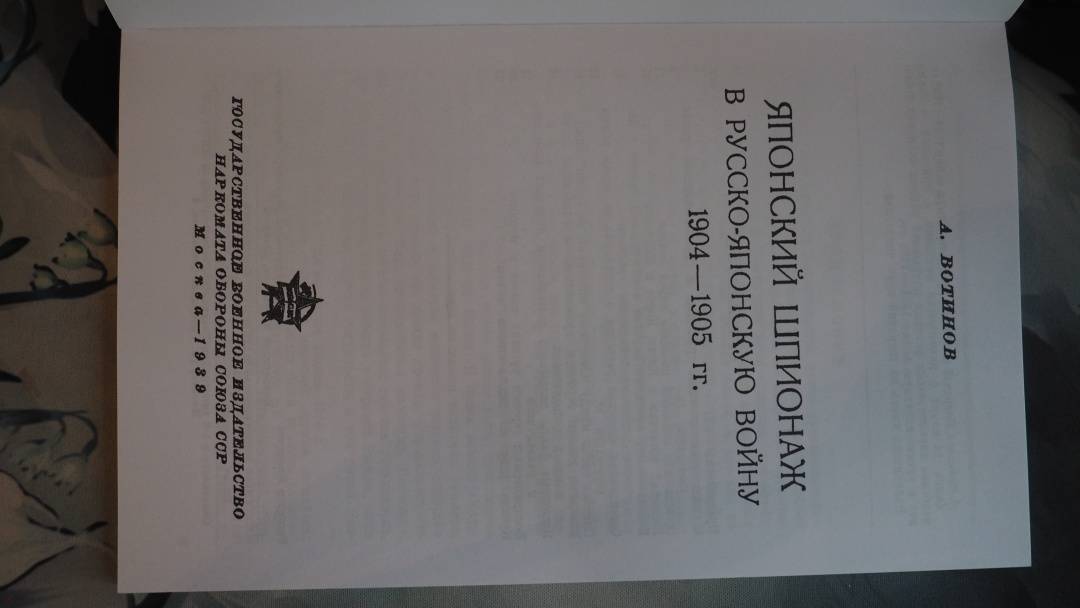 А. ВОТИНОВ
ЯПОНСКИЙ ШПИОНАЖ
В РУССКО-ЯПОНСКУЮ ВОЙНУ
1904—1905 гг.
ГОСУДАРСТВЕННОЕ ВОЕННОЕ ИЗДАТЕЛЬСТВО
НАРКОМАТА ОБОРОНЫ СОЮЗА ССР
Москва—1939